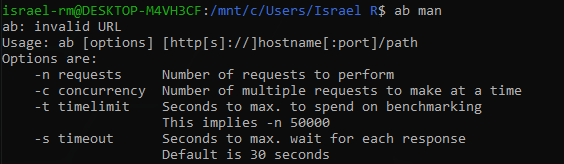 israel-rm@DESKTOP-M4VH3CF:/mnt/c/Users/Israel R$ ab man
ab: invalid URL
Usage: ab [options] [http[s]://]hostname[:port]/path
Options are:
    -n requests     Number of requests to perform
    -c concurrency  Number of multiple requests to make at a time
    -t timelimit    Seconds to max. to spend on benchmarking
                    This implies -n 50000
    -s timeout      Seconds to max. wait for each response
                    Default is 30 seconds